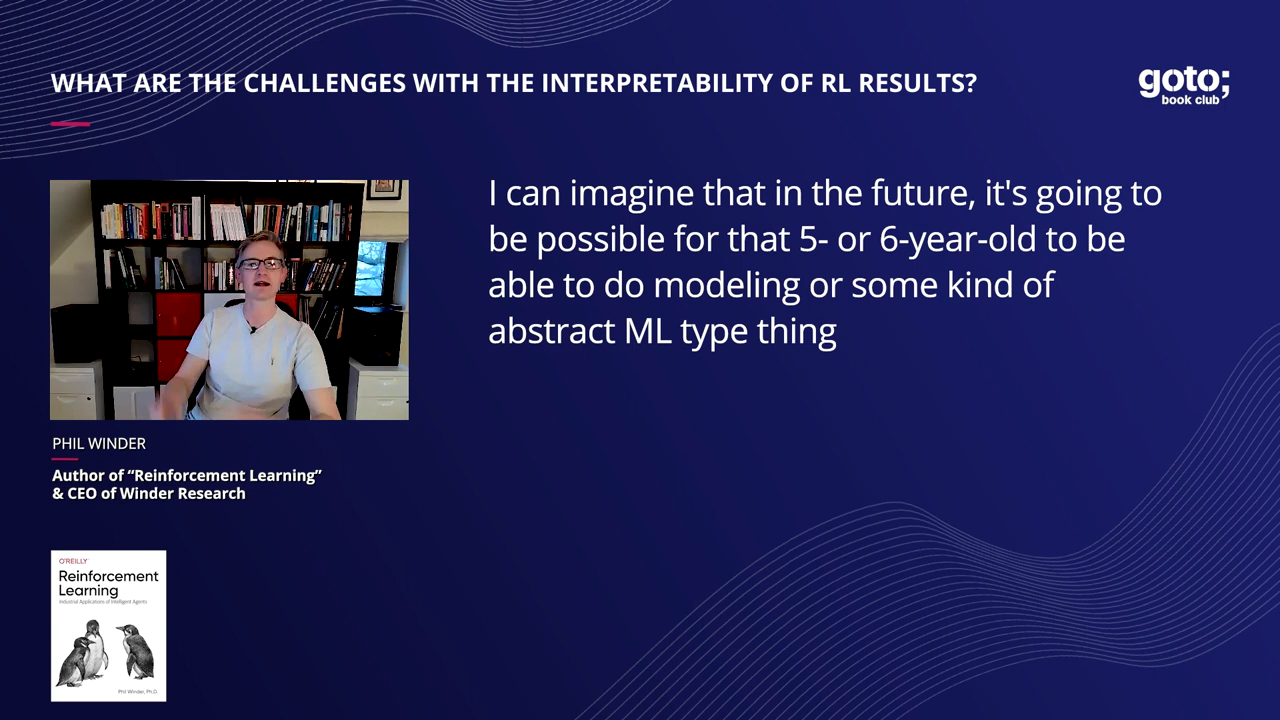 WHAT ARE THE CHALLENGES WITH THE INTERPRETABILITY OF RL RESULTS?
goto;
book club
I can imagine that in the future, it's going to
be possible for that 5- or 6-year-old to be
able to do modeling or some kind of
abstract ML type thing
PHIL WINDER
Author of “Reinforcement Learning”
& CEO of Winder Research
O'REILLY
Reinforcement
Learning
Industrial Applications of Intelligent Agents
Phil Winder, Ph.D.